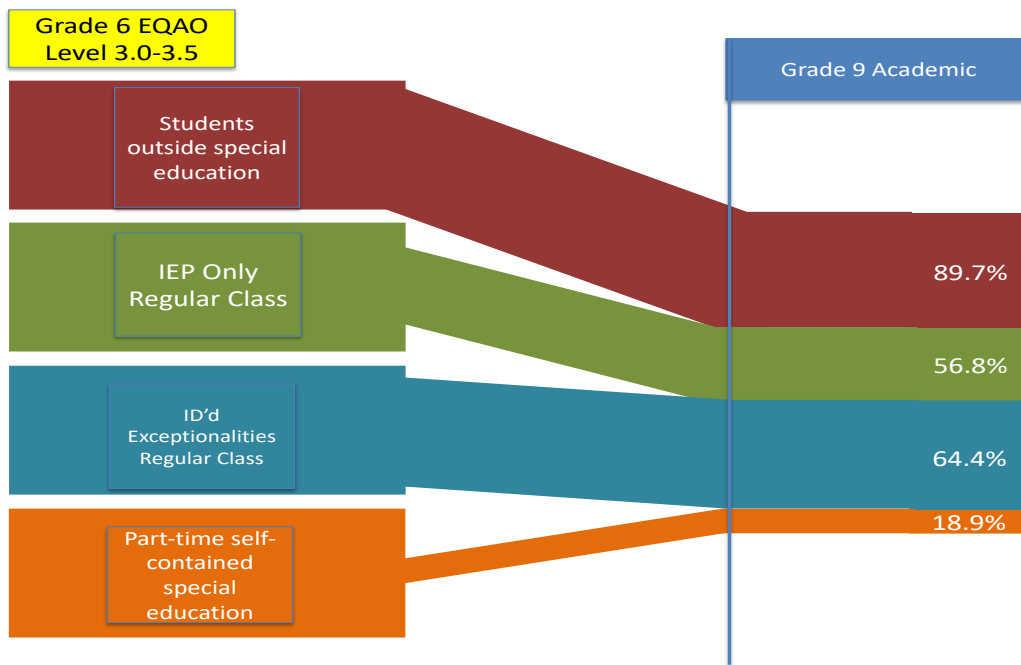 Grade 6 EQAO
Level 3.0-3.5
Grade 9 Academic
Students
outside special
education
89.7%
IEP Only
Regular Class
56.8%
ID’d
Exceptionalities
Regular Class
64.4%
Part-time self-
contained
special
education
18.9%